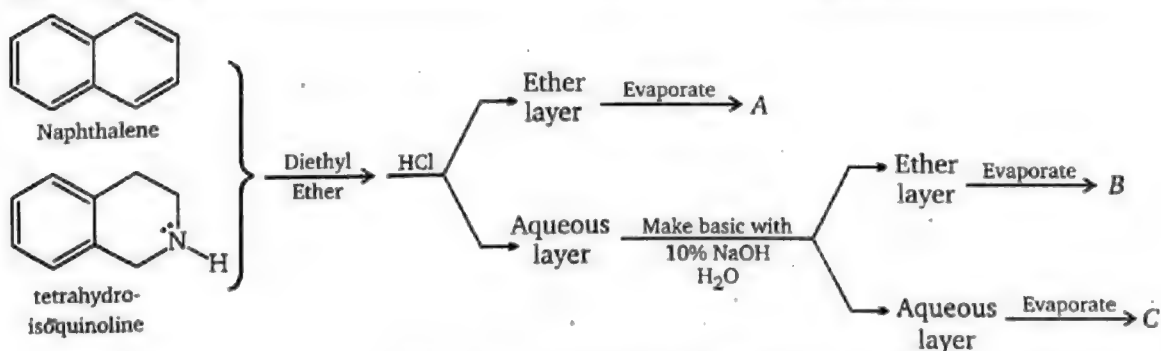 Naphthalene
N
H
tetrahydro-
isoquinoline
Diethyl
Ether
HCl
Ether
layer
Evaporate
A
Aqueous
layer
Make basic with
10% NaOH
H₂O
Ether
layer
Evaporate
B
Aqueous
layer
Evaporate
C